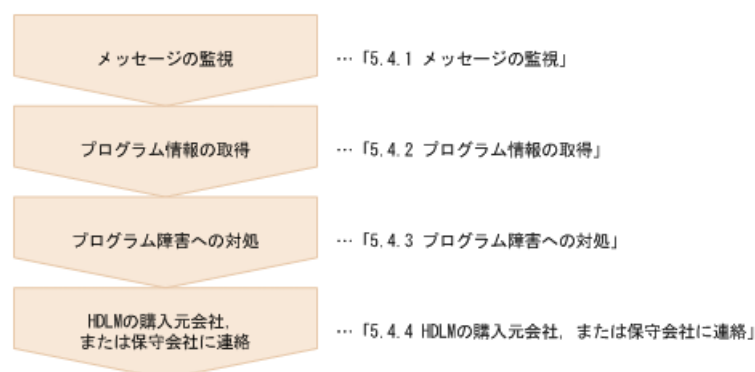 メッセージの監視 … 「5.4.1 メッセージの監視」
プログラム情報の取得 … 「5.4.2 プログラム情報の取得」
プログラム障害への対処 … 「5.4.3 プログラム障害への対処」
HDLMの購入元会社,
または保守会社に連絡
… 「5.4.4 HDLMの購入元会社, または保守会社に連絡」